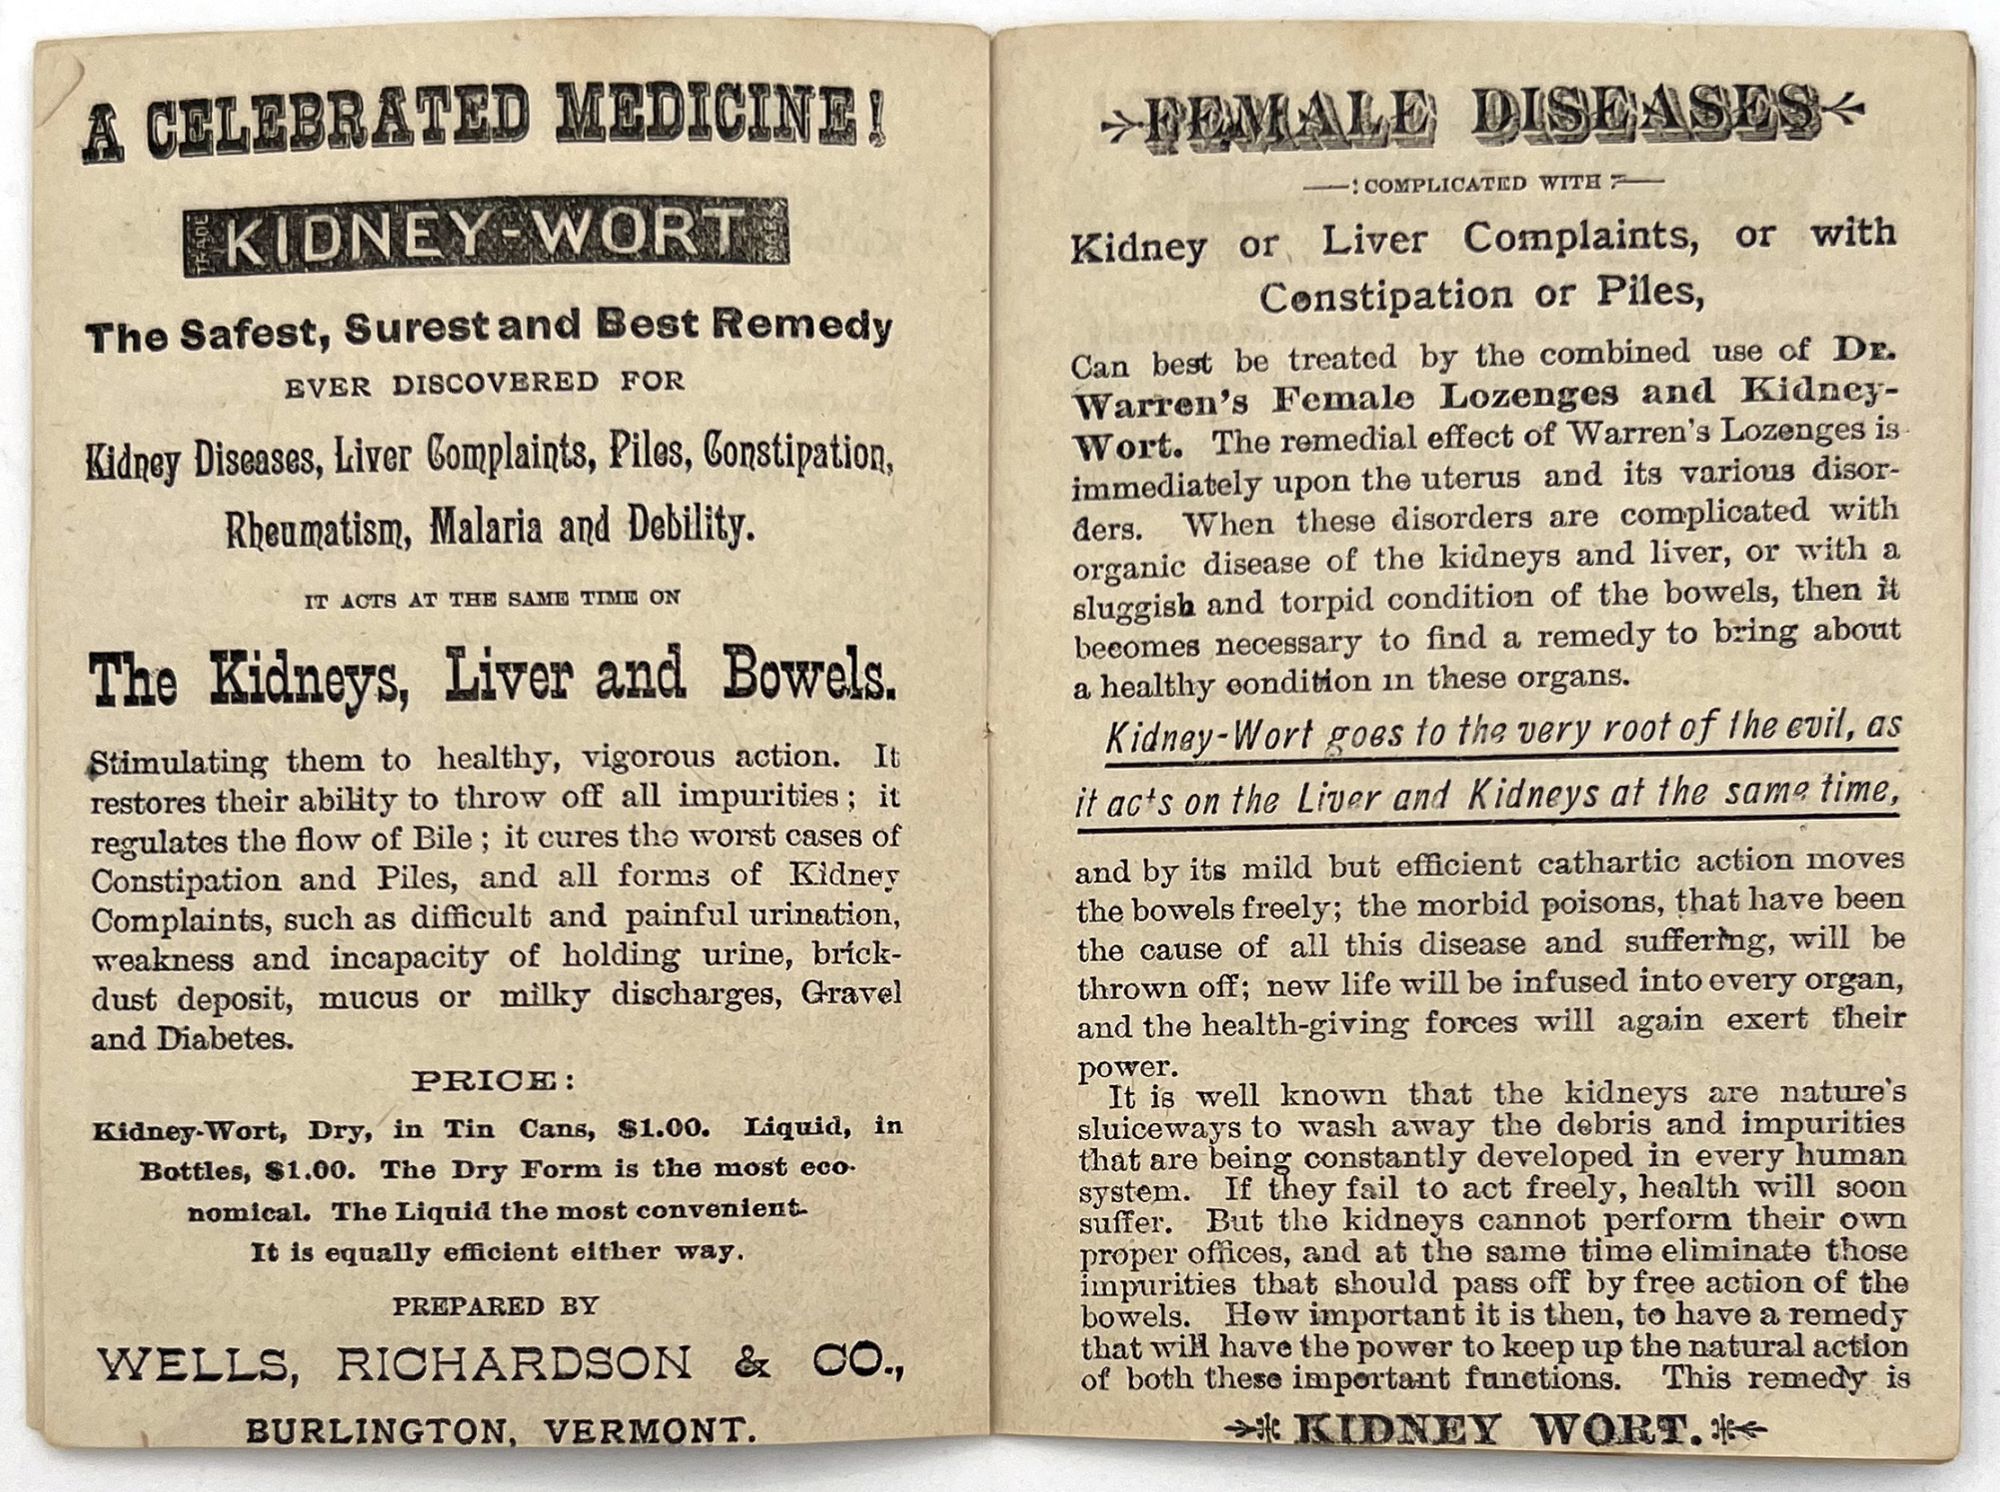 A CELEBRATED MEDICINE!
TRADE KIDNEY-WORT MARK
The Safest, Surest and Best Remedy
EVER DISCOVERED FOR
Kidney Diseases, Liver Complaints, Piles, Constipation,
Rheumatism, Malaria and Debility.
IT ACTS AT THE SAME TIME ON
The Kidneys, Liver and Bowels.
Stimulating them to healthy, vigorous action. It
restores their ability to throw off all impurities; it
regulates the flow of Bile; it cures the worst cases of
Constipation and Piles, and all forms of Kidney
Complaints, such as difficult and painful urination,
weakness and incapacity of holding urine, brick-
dust deposit, mucus or milky discharges, Gravel
and Diabetes.
PRICE:
Kidney-Wort, Dry, in Tin Cans, $1.00. Liquid, in
Bottles, $1.00. The Dry Form is the most eco-
nomical. The Liquid the most convenient.
It is equally efficient either way.
PREPARED BY
WELLS, RICHARDSON & CO.,
BURLINGTON, VERMONT.
FEMALE DISEASES
COMPLICATED WITH
Kidney or Liver Complaints, or with
Constipation or Piles,
Can best be treated by the combined use of Dr.
Warren's Female Lozenges and Kidney-
Wort. The remedial effect of Warren's Lozenges is
immediately upon the uterus and its various disor-
ders. When these disorders are complicated with
organic disease of the kidneys and liver, or with a
sluggish and torpid condition of the bowels, then it
becomes necessary to find a remedy to bring about
a healthy condition in these organs.
Kidney-Wort goes to the very root of the evil, as
it acts on the Liver and Kidneys at the same time,
and by its mild but efficient cathartic action moves
the bowels freely; the morbid poisons, that have been
the cause of all this disease and suffering, will be
thrown off; new life will be infused into every organ,
and the health-giving forces will again exert their
power.
It is well known that the kidneys are nature's
sluiceways to wash away the debris and impurities
that are being constantly developed in every human
system. If they fail to act freely, health will soon
suffer. But the kidneys cannot perform their own
proper offices, and at the same time eliminate those
impurities that should pass off by free action of the
bowels. How important it is then, to have a remedy
that will have the power to keep up the natural action
of both these important functions. This remedy is
KIDNEY WORT.